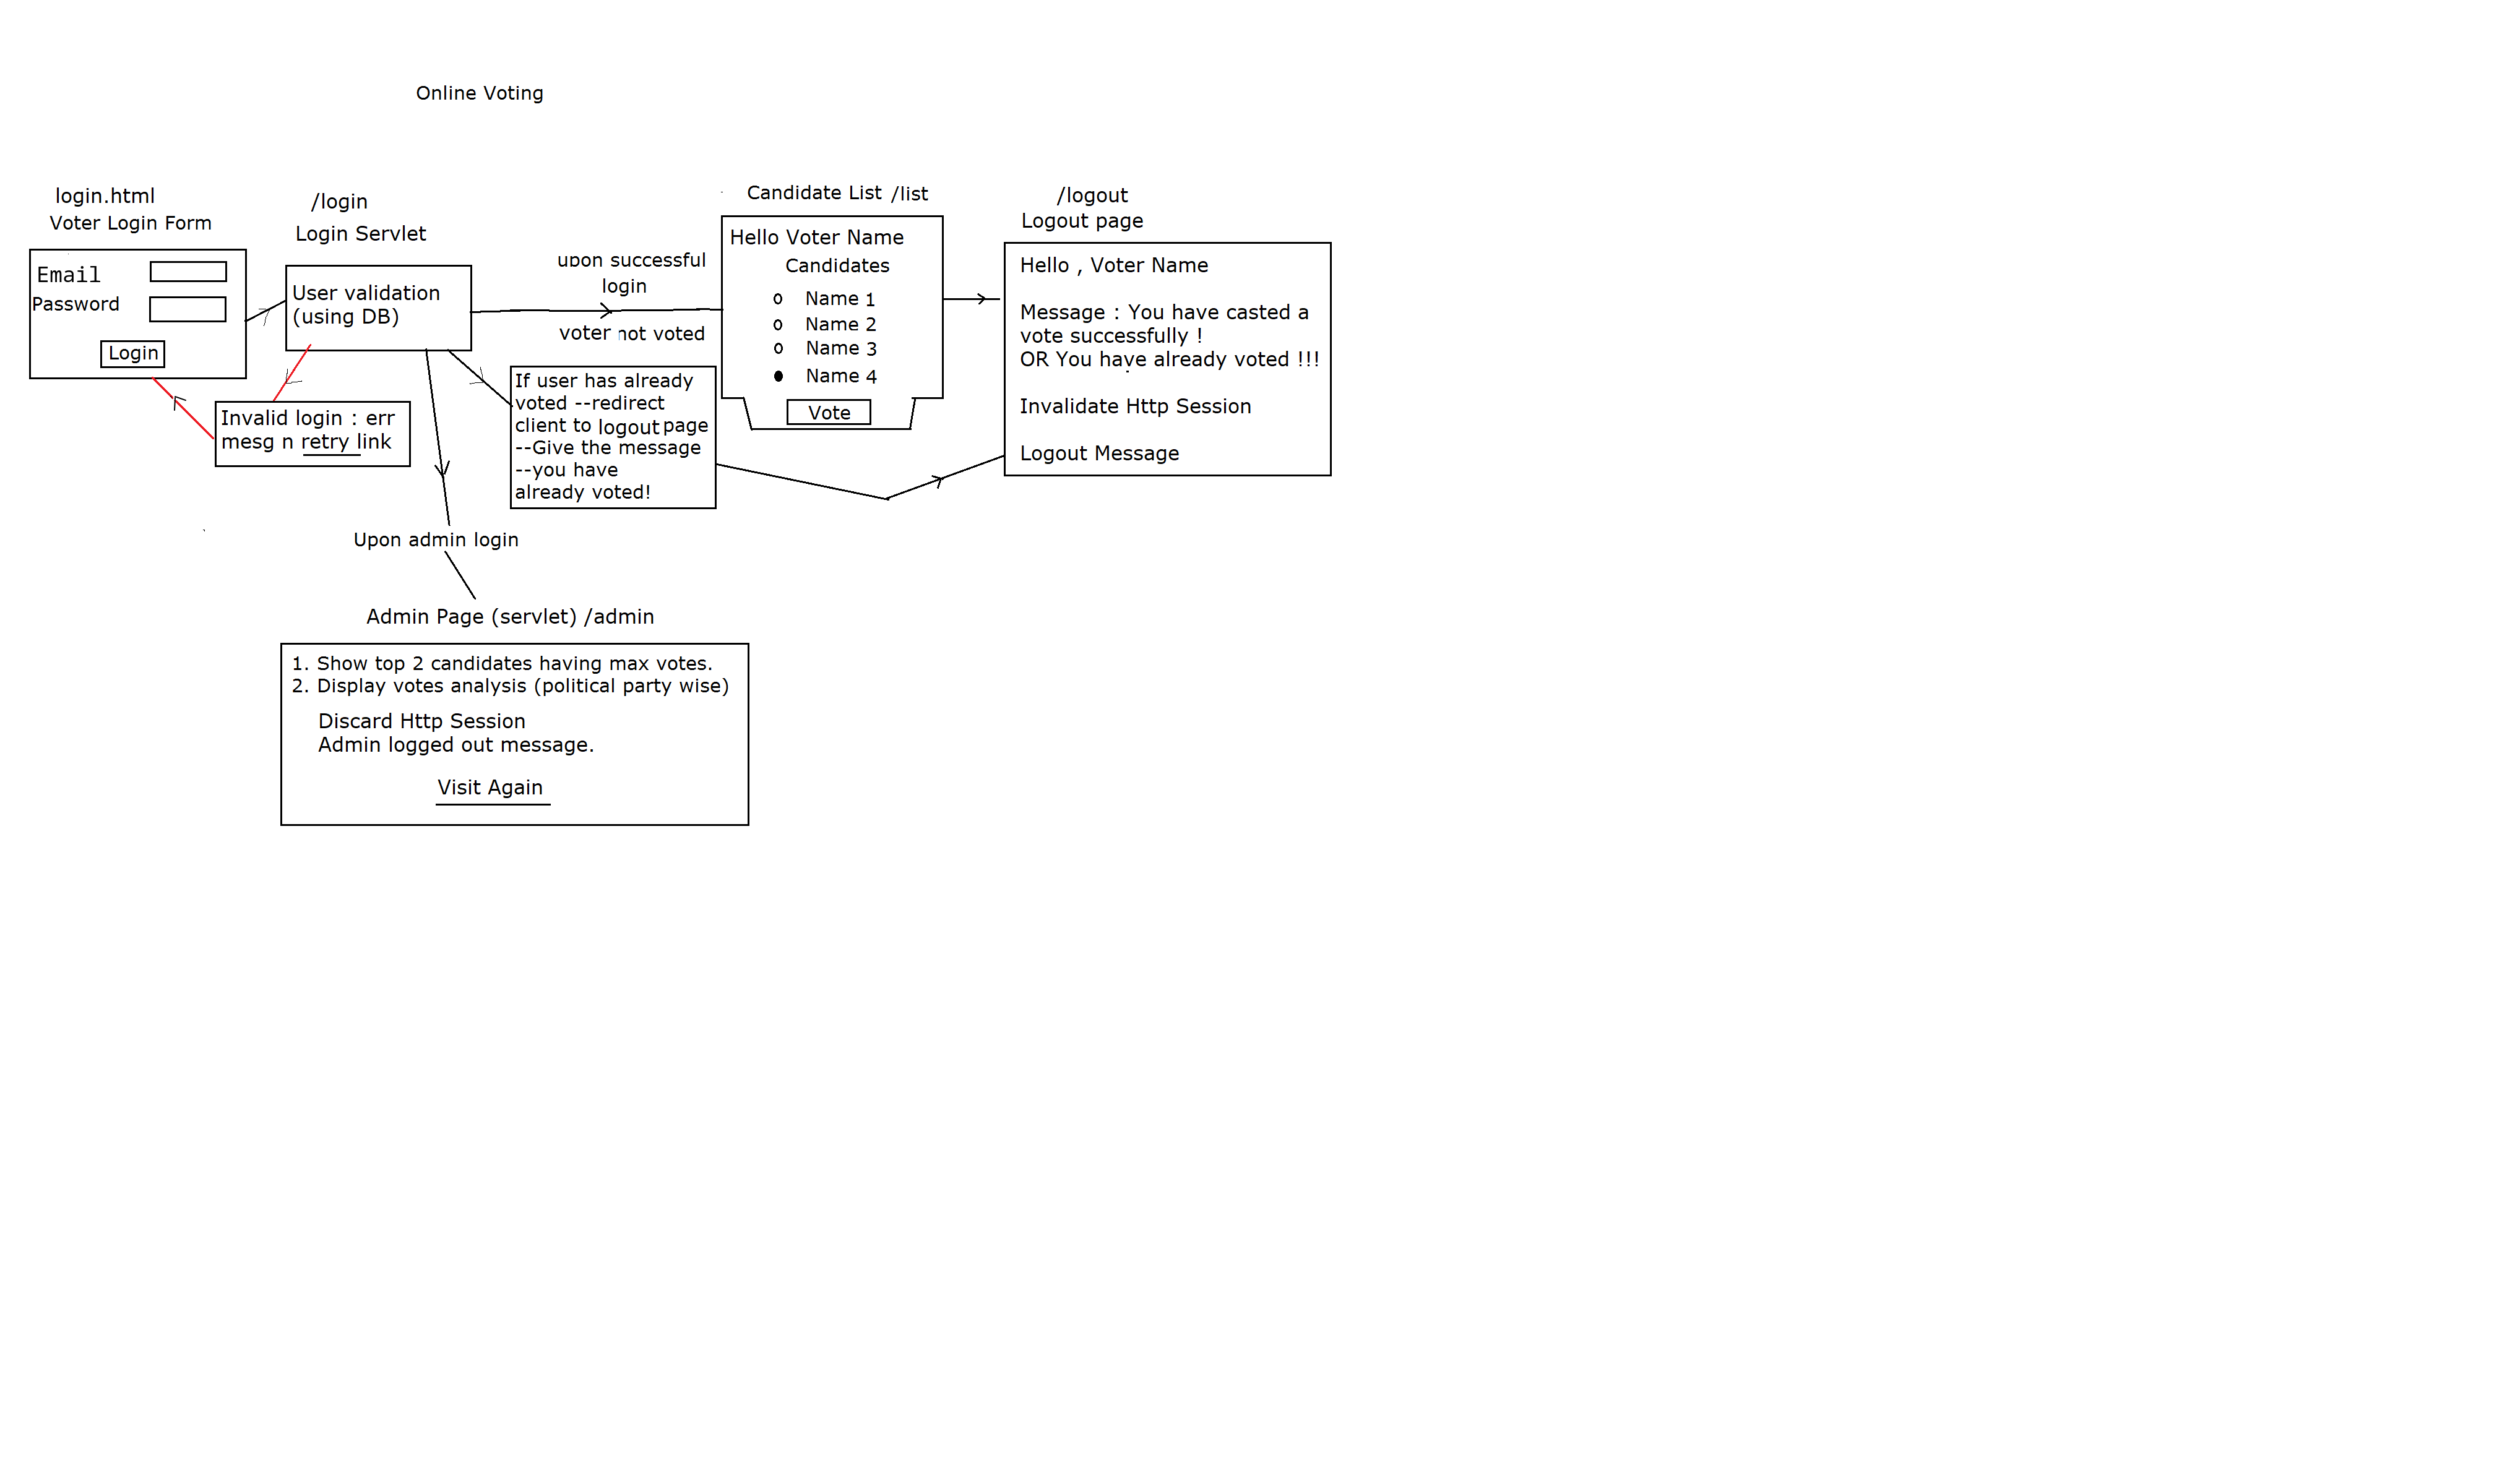 Online Voting
login.html
Voter Login Form
Email
Password
Login
/login
Login Servlet
User validation
(using DB)
Invalid login : err
mesg n retry link
upon successful
login
voter not voted
If user has already
voted --redirect
client to logout page
--Give the message
--you have
already voted!
Candidate List /list
Hello Voter Name
Candidates
Name 1
Name 2
Name 3
Name 4
Vote
/logout
Logout page
Hello , Voter Name
Message : You have casted a
vote successfully !
OR You have already voted !!!
Invalidate Http Session
Logout Message
Upon admin login
Admin Page (servlet) /admin
1. Show top 2 candidates having max votes.
2. Display votes analysis (political party wise)
Discard Http Session
Admin logged out message.
Visit Again